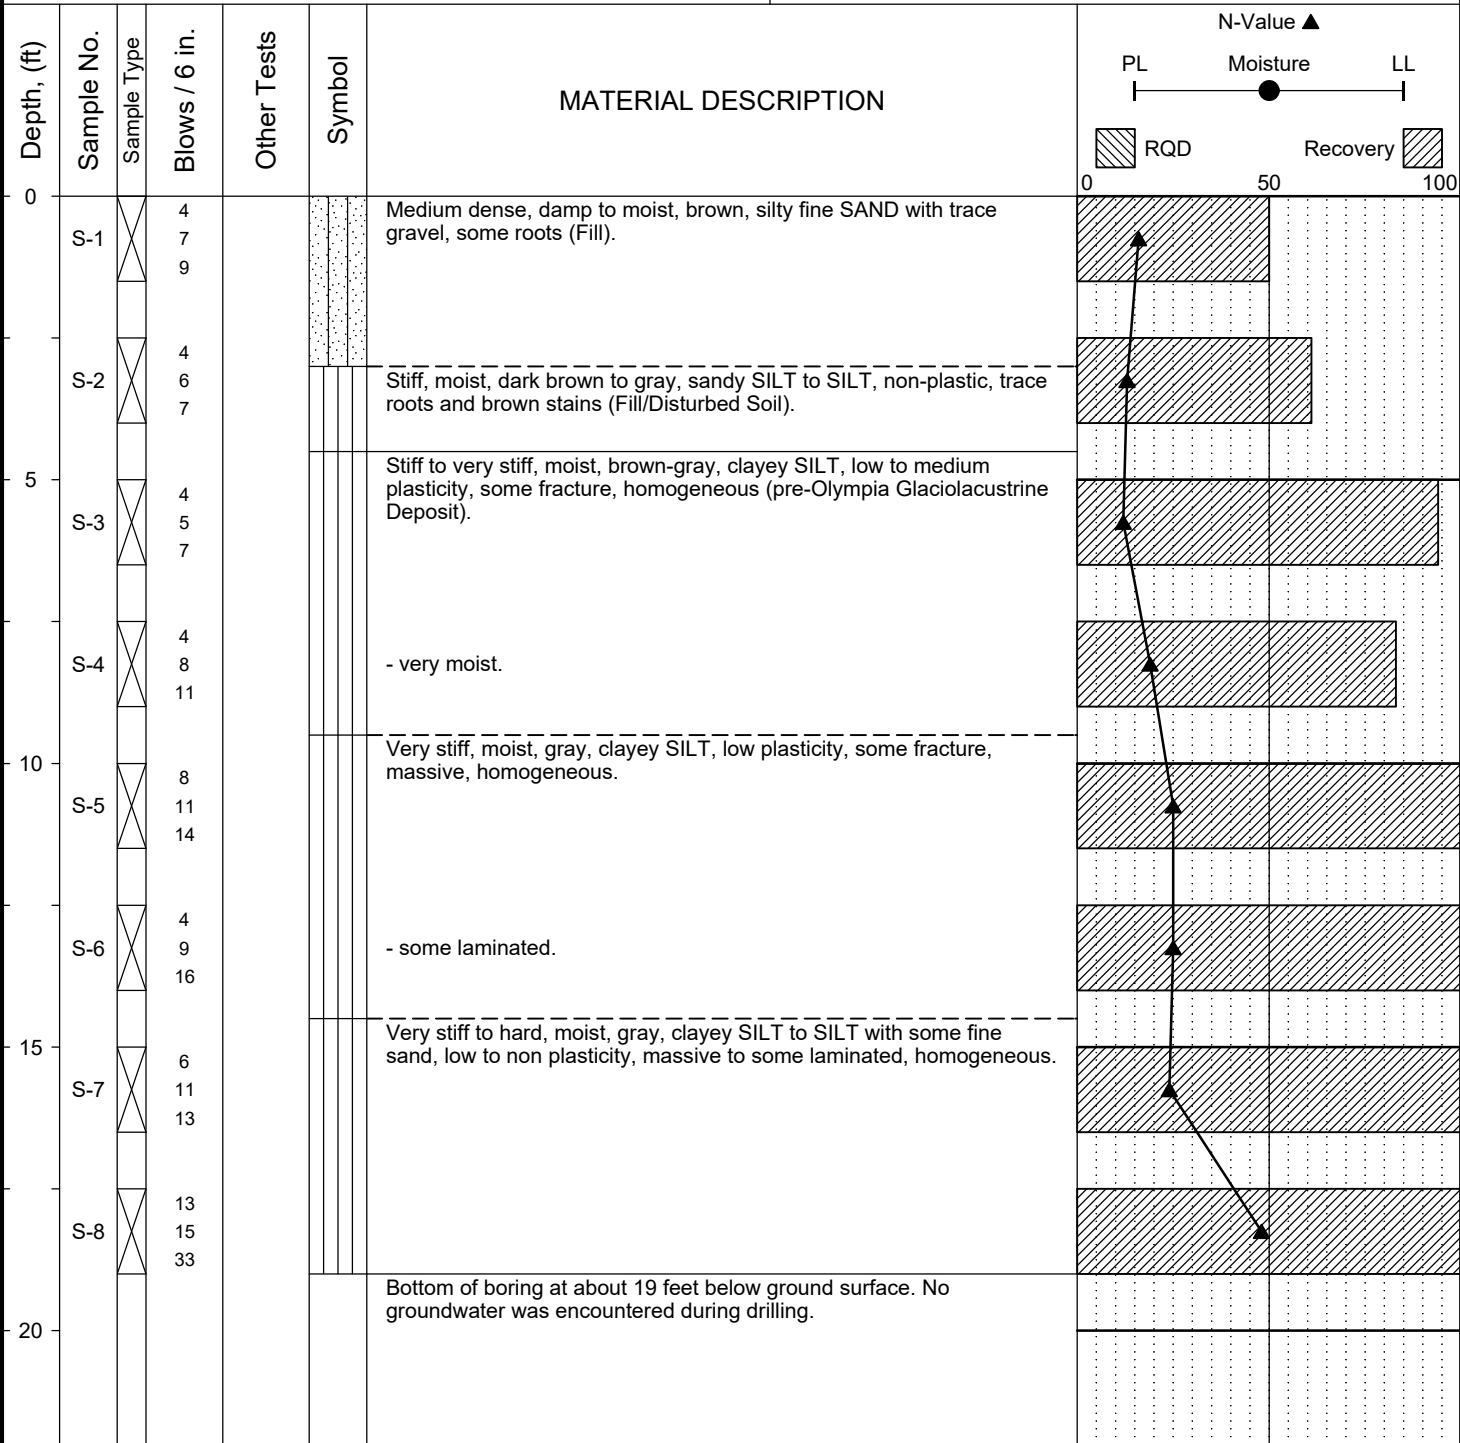 N-Value
PL Moisture LL
RQD Recovery
0 50 100
Depth, (ft)
Sample No.
Sample Type
Blows / 6 in.
Other Tests
Symbol
MATERIAL DESCRIPTION
0
S-1
4
7
9
Medium dense, damp to moist, brown, silty fine SAND with trace
gravel, some roots (Fill).
S-2
4
6
7
Stiff, moist, dark brown to gray, sandy SILT to SILT, non-plastic, trace
roots and brown stains (Fill/Disturbed Soil).
Stiff to very stiff, moist, brown-gray, clayey SILT, low to medium
plasticity, some fracture, homogeneous (pre-Olympia Glaciolacustrine
Deposit).
5
S-3
4
5
7
S-4
4
8
11
- very moist.
Very stiff, moist, gray, clayey SILT, low plasticity, some fracture,
massive, homogeneous.
10
S-5
8
11
14
S-6
4
9
16
- some laminated.
Very stiff to hard, moist, gray, clayey SILT to SILT with some fine
sand, low to non plasticity, massive to some laminated, homogeneous.
15
S-7
6
11
13
S-8
13
15
33
Bottom of boring at about 19 feet below ground surface. No
groundwater was encountered during drilling.
20